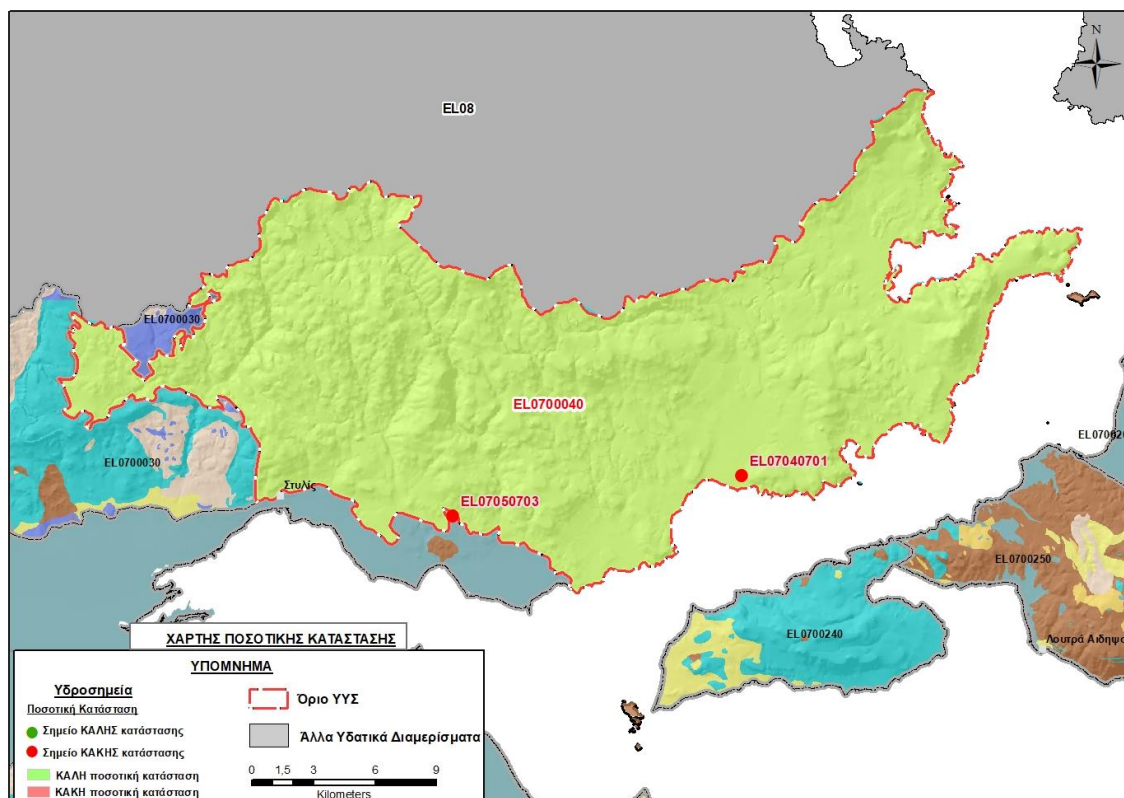 N
EL08
EL0700030
EL0700040
EL0700030
EL07040701
Στυλίς
EL07050703
EL0700250
EL0700240
ΧΑΡΤΗΣ ΠΟΣΟΤΙΚΗΣ ΚΑΤΑΣΤΑΣΗΣ
ΥΠΟΜΝΗΜΑ
Υδροσημεία
Ποσοτική Κατάσταση
Σημείο ΚΑΛΗΣ κατάστασης
Σημείο ΚΑΚΗΣ κατάστασης
ΚΑΛΗ ποσοτική κατάσταση
ΚΑΚΗ ποσοτική κατάσταση
Όριο ΥΥΣ
Άλλα Υδατικά Διαμερίσματα
0 1,5 3 6 9
Kilometers
Λουτρά Αιδηψο